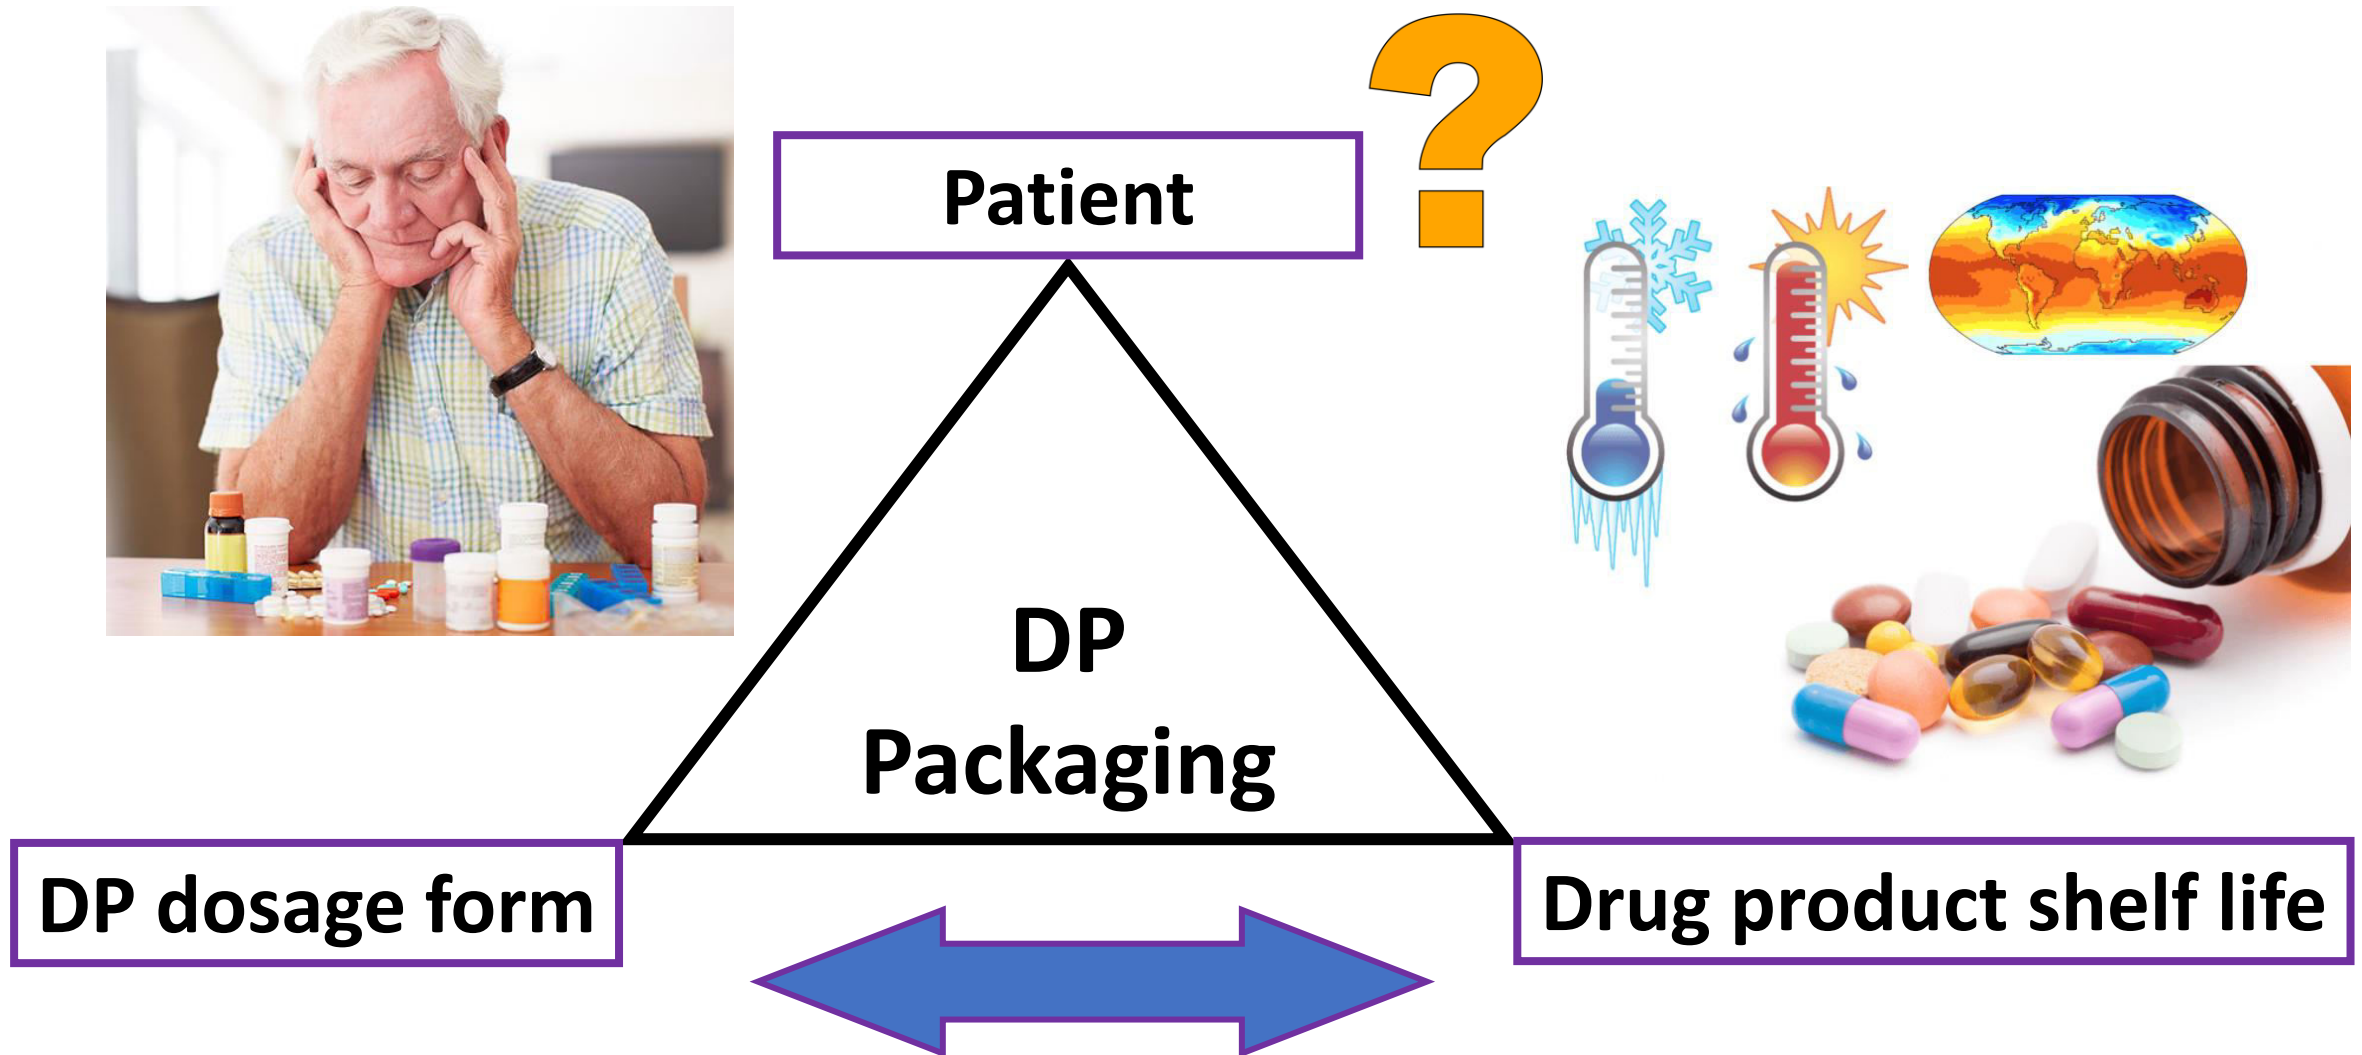 Patient
?
DP
Packaging
DP dosage form
Drug product shelf life